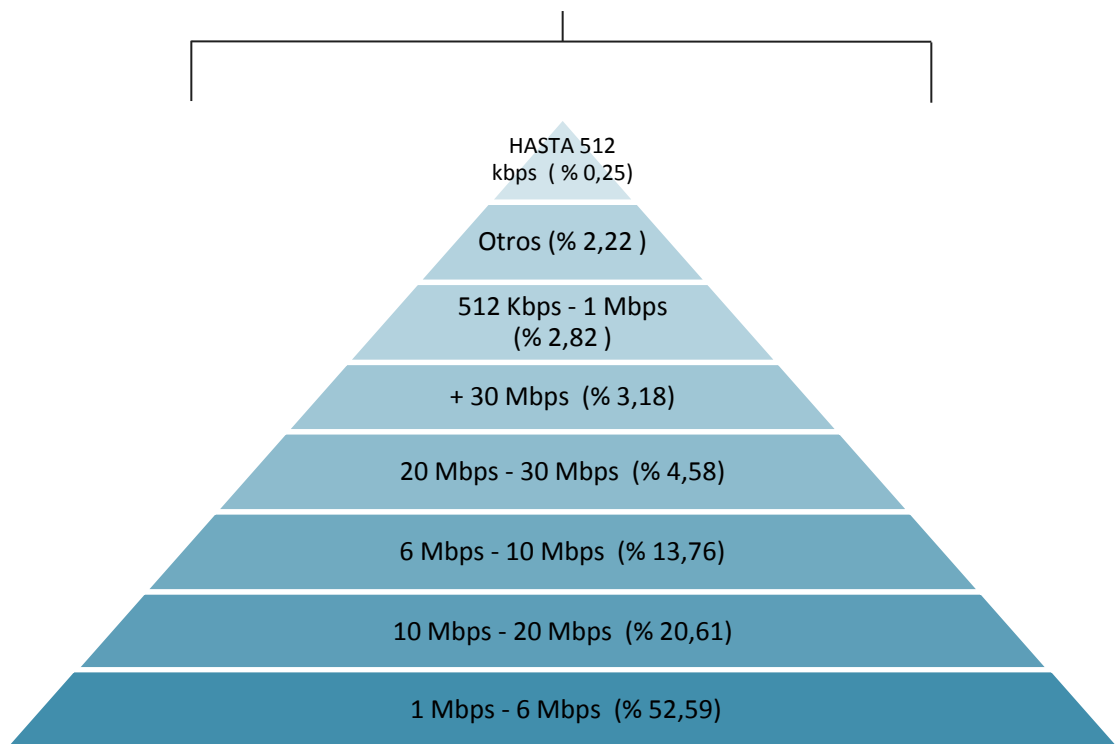 HASTA 512
kbps ( % 0,25)
Otros (% 2,22 )
512 Kbps - 1 Mbps
(% 2,82 )
+ 30 Mbps (% 3,18)
20 Mbps - 30 Mbps (% 4,58)
6 Mbps - 10 Mbps (% 13,76)
10 Mbps - 20 Mbps (% 20,61)
1 Mbps - 6 Mbps (% 52,59)